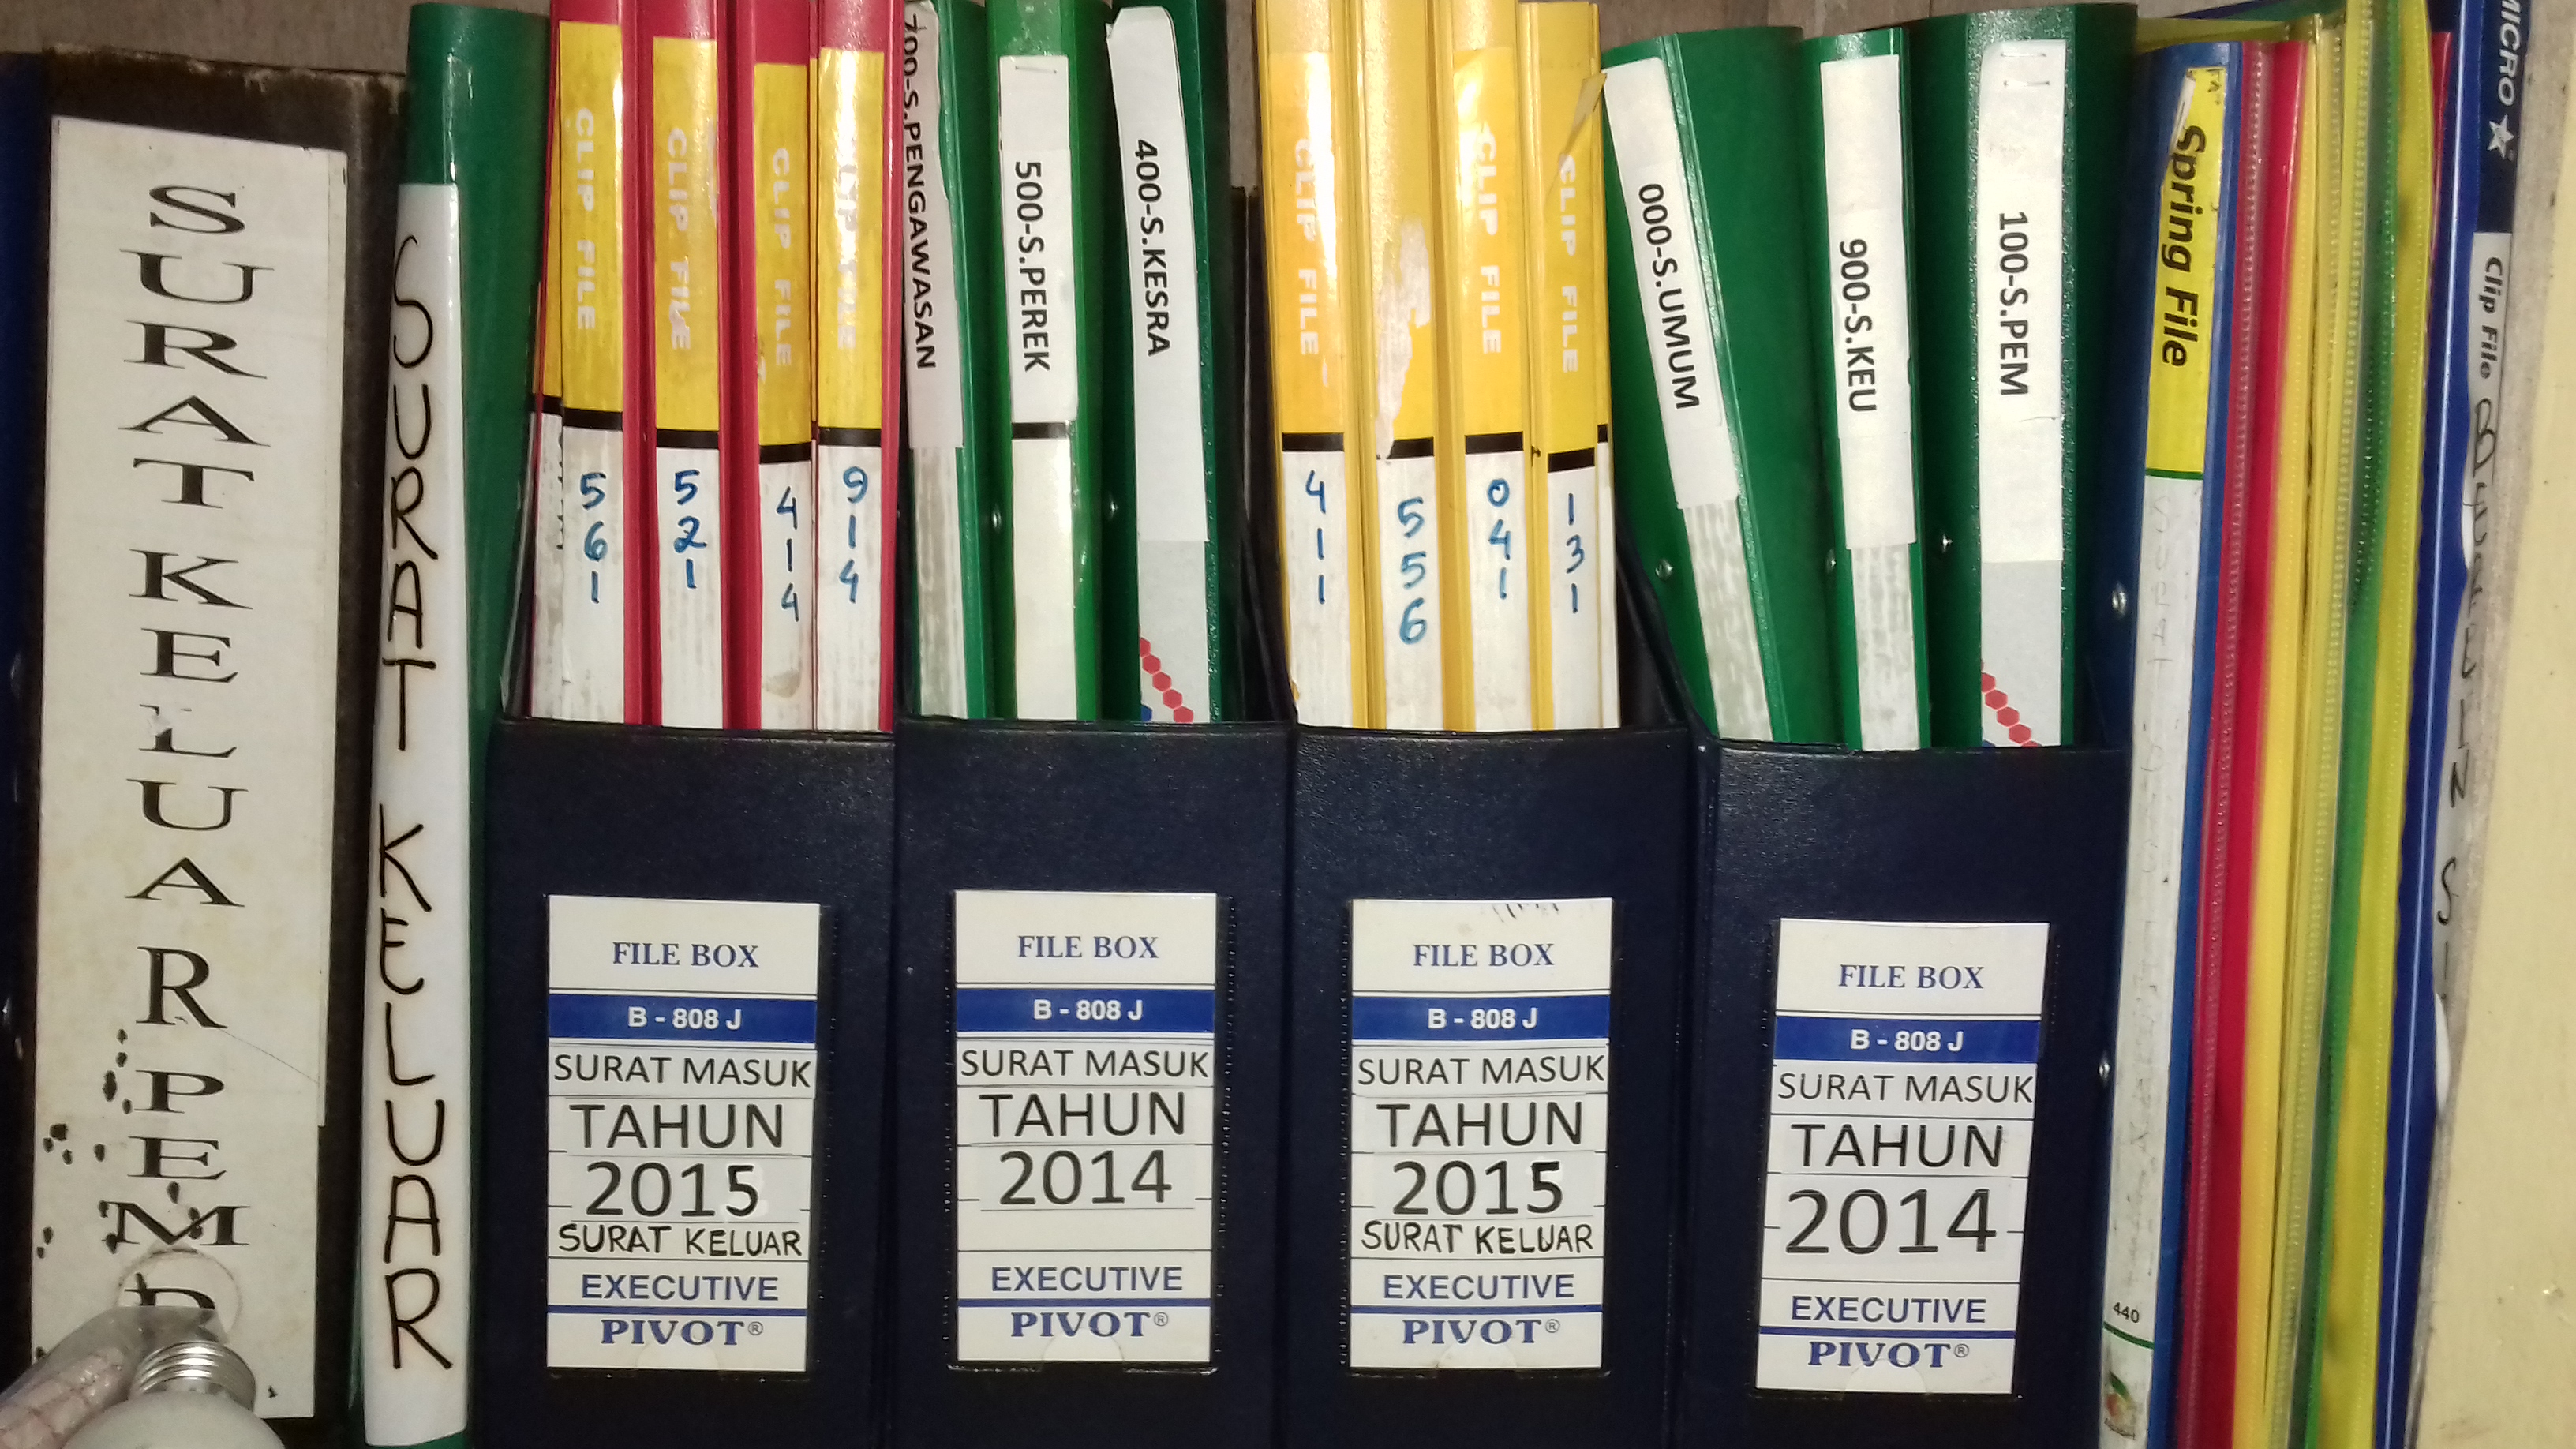 SURAT KELUAR PEMD
SURAT KELUAR
CLIP FILE
561
CLIP FILE
521
CLIP FILE
414
CLIP FILE
914
700-S.PENGAWASAN
500-S.PEREK
400-S.KESRA
CLIP FILE
411
556
CLIP FILE
041
CLIP FILE
131
000-S.UMUM
900-S.KEU
100-S.PEM
Spring File
440
MICRO
Clip File
FILE BOX
B - 808 J
SURAT MASUK
TAHUN
2015
SURAT KELUAR
EXECUTIVE
PIVOT®
FILE BOX
B - 808 J
SURAT MASUK
TAHUN
2014
EXECUTIVE
PIVOT®
FILE BOX
B - 808 J
SURAT MASUK
TAHUN
2015
SURAT KELUAR
EXECUTIVE
PIVOT®
FILE BOX
B - 808 J
SURAT MASUK
TAHUN
2014
EXECUTIVE
PIVOT®